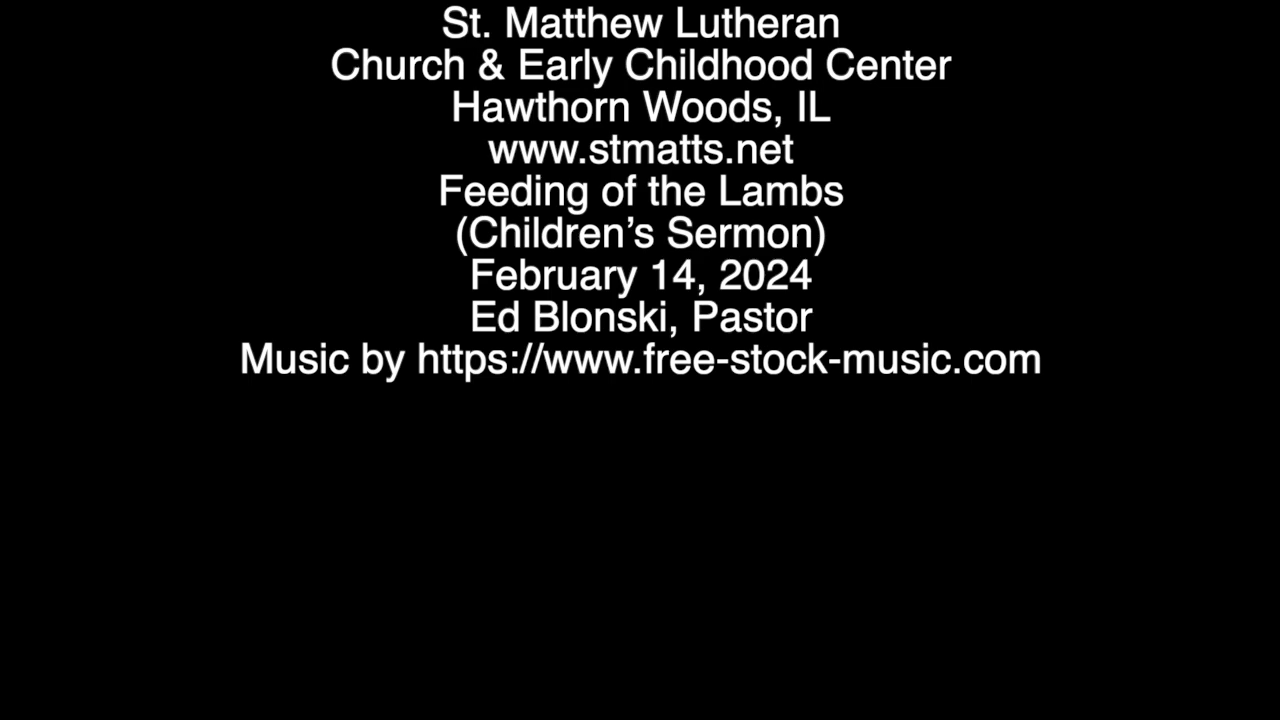 St. Matthew Lutheran
Church & Early Childhood Center
Hawthorn Woods, IL
www.stmatts.net
Feeding of the Lambs
(Children’s Sermon)
February 14, 2024
Ed Blonski, Pastor
Music by https://www.free-stock-music.com